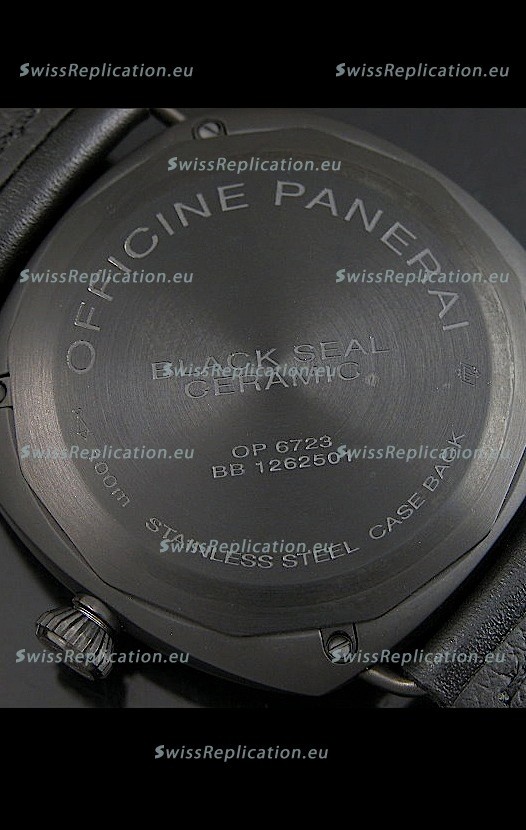 SwissReplication.eu SwissReplication.eu
SwissReplication.eu
OFFICINE PANERAI
SwissReplication.eu SwissReplication.eu
BLACK SEAL
SwissReplication.eu
CERAMIC
OP 6723
SwissReplication.eu SwissReplication.eu
BB 1262501
STAINLESS STEEL CASE BACK
SwissReplication.eu
SwissReplication.eu SwissReplication.eu
SwissReplication.eu